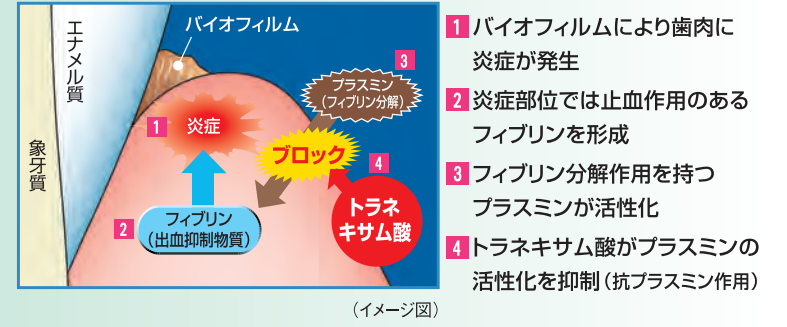 エナメル質
象牙質
バイオフィルム
3
プラスミン
（フィブリン分解）
1
炎症
ブロック
4
トラネ
キサム酸
2
フィブリン
（出血抑制物質）
（イメージ図）
1 バイオフィルムにより歯肉に
炎症が発生
2 炎症部位では止血作用のある
フィブリンを形成
3 フィブリン分解作用を持つ
プラスミンが活性化
4 トラネキサム酸がプラスミンの
活性化を抑制（抗プラスミン作用）